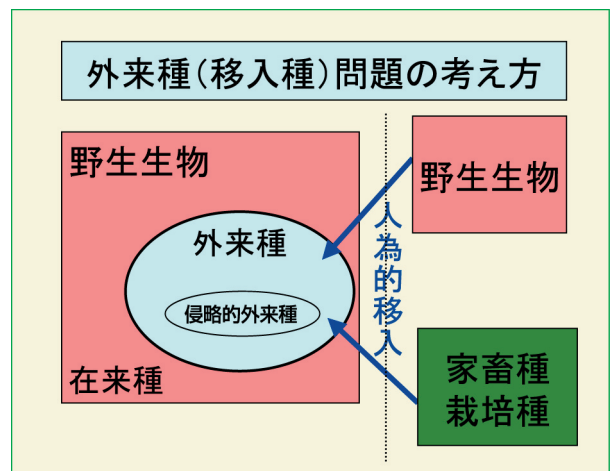 外来種(移入種)問題の考え方
野生生物
外来種
侵略的外来種
在来種
人為的移入
野生生物
家畜種
栽培種